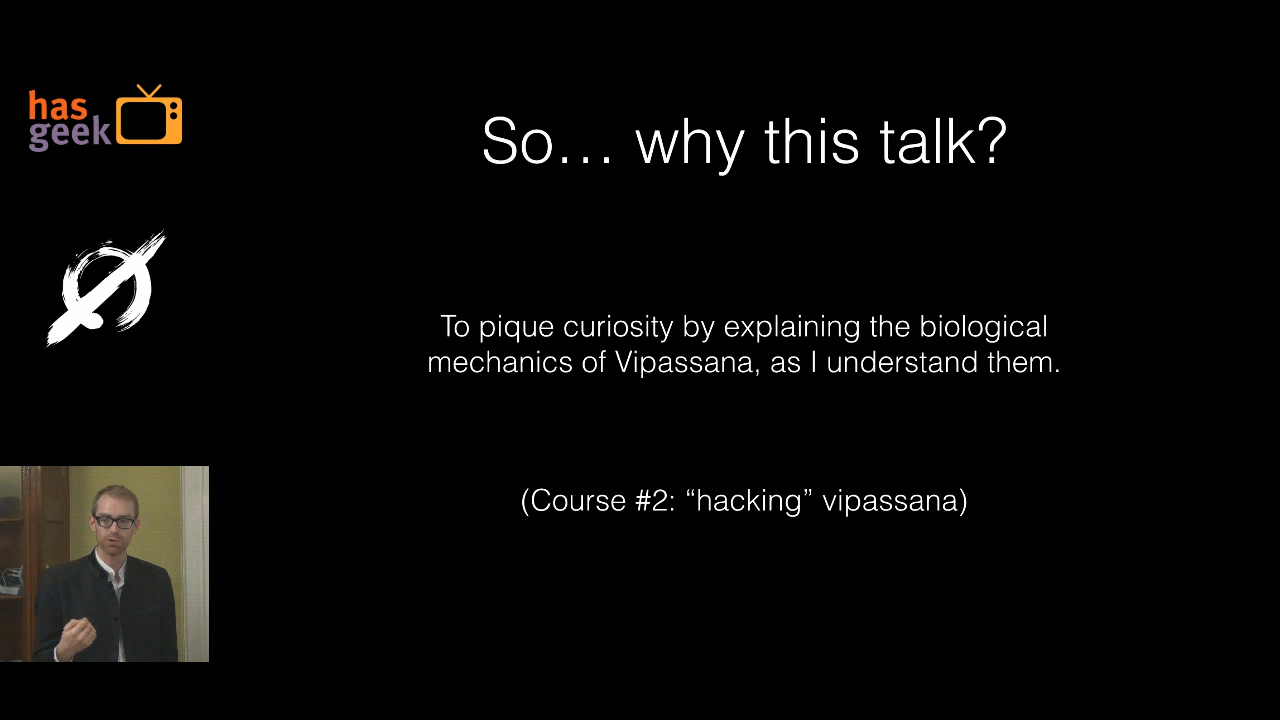 has
geek
So… why this talk?
To pique curiosity by explaining the biological
mechanics of Vipassana, as I understand them.
(Course #2: “hacking” vipassana)